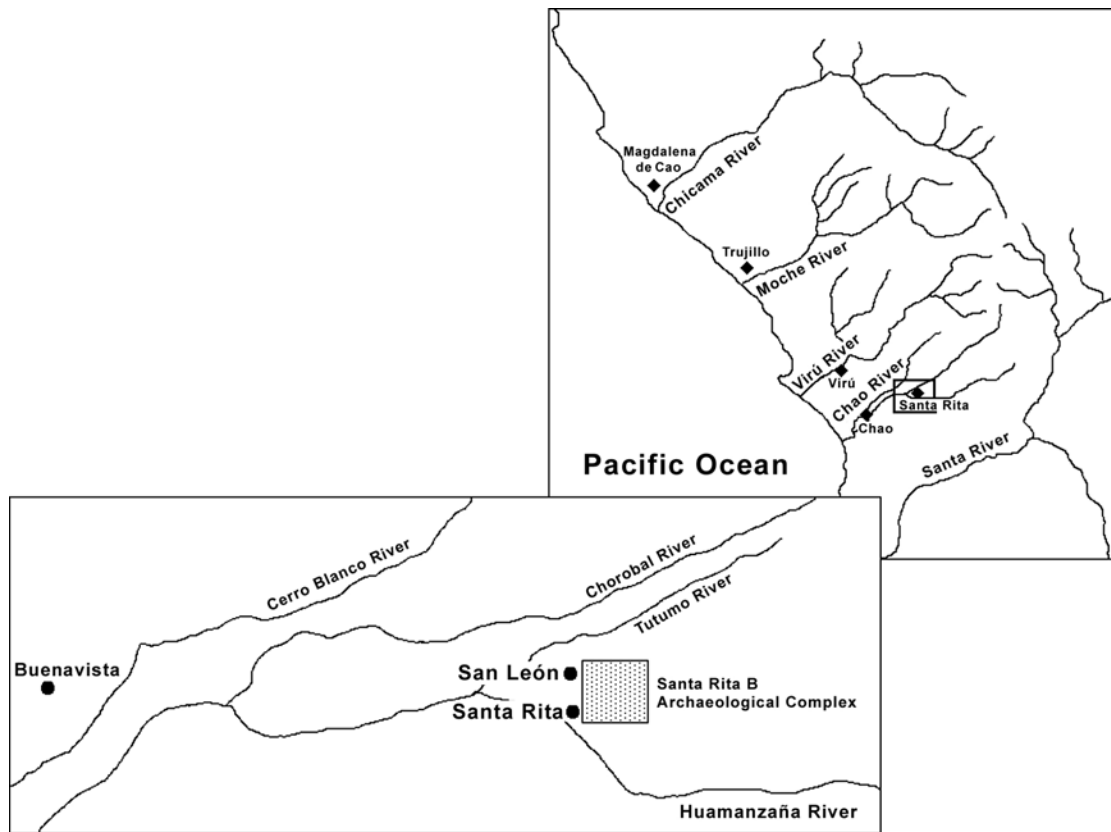 Magdalena
de Cao
Chicama River
Trujillo
Moche River
Virú River
Virú
Chao River
Santa Rita
Chao
Santa River
Pacific Ocean
Cerro Blanco River
Chorobal River
Tutumo River
Buenavista
San León
Santa Rita
Santa Rita B
Archaeological Complex
Huamanzaña River